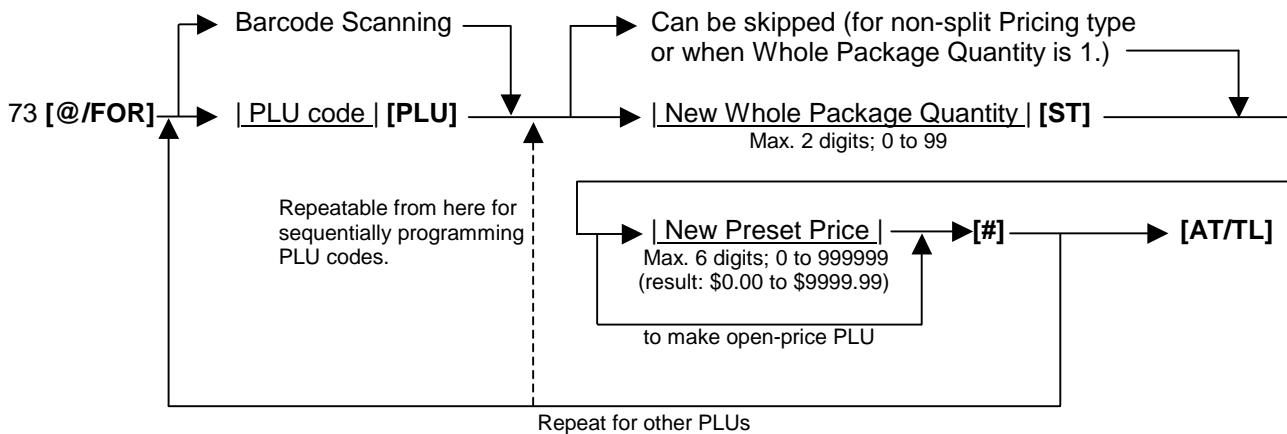 Barcode Scanning
Can be skipped (for non-split Pricing type
or when Whole Package Quantity is 1.)
73 [@/FOR]
| PLU code | [PLU]
| New Whole Package Quantity | [ST]
Max. 2 digits; 0 to 99
Repeatable from here for
sequentially programming
PLU codes.
| New Preset Price |
[#]
[AT/TL]
Max. 6 digits; 0 to 999999
(result: $0.00 to $9999.99)
to make open-price PLU
Repeat for other PLUs